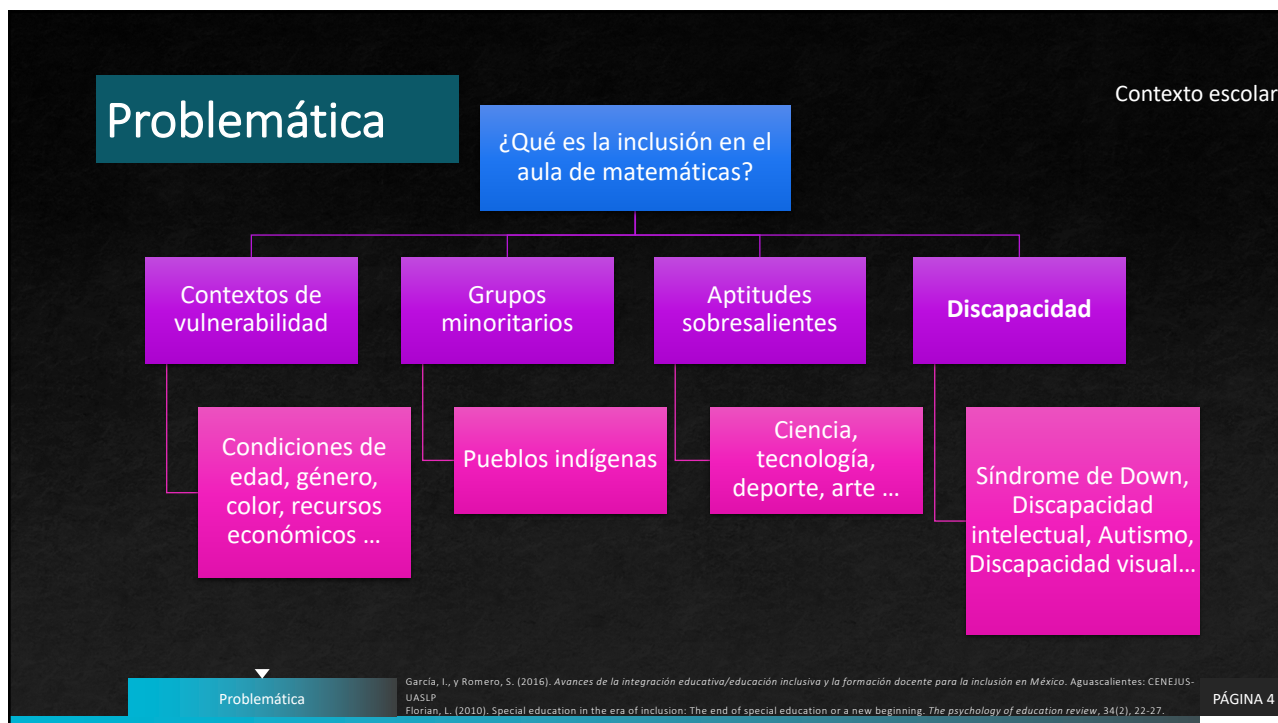 Problemática
Contexto escolar
¿Qué es la inclusión en el
aula de matemáticas?
Contextos de
vulnerabilidad
Grupos
minoritarios
Aptitudes
sobresalientes
Discapacidad
Condiciones de
edad, género,
color, recursos
económicos ...
Pueblos indígenas
Ciencia,
tecnología,
deporte, arte ...
Síndrome de Down,
Discapacidad
intelectual, Autismo,
Discapacidad visual...
Problemática
García, I., y Romero, S. (2016). Avances de la integración educativa/educación inclusiva y la formación docente para la inclusión en México. Aguascalientes: CENEJUS-
UASLP
Florian, L. (2010). Special education in the era of inclusion: The end of special education or a new beginning. The psychology of education review, 34(2), 22-27.
PÁGINA 4